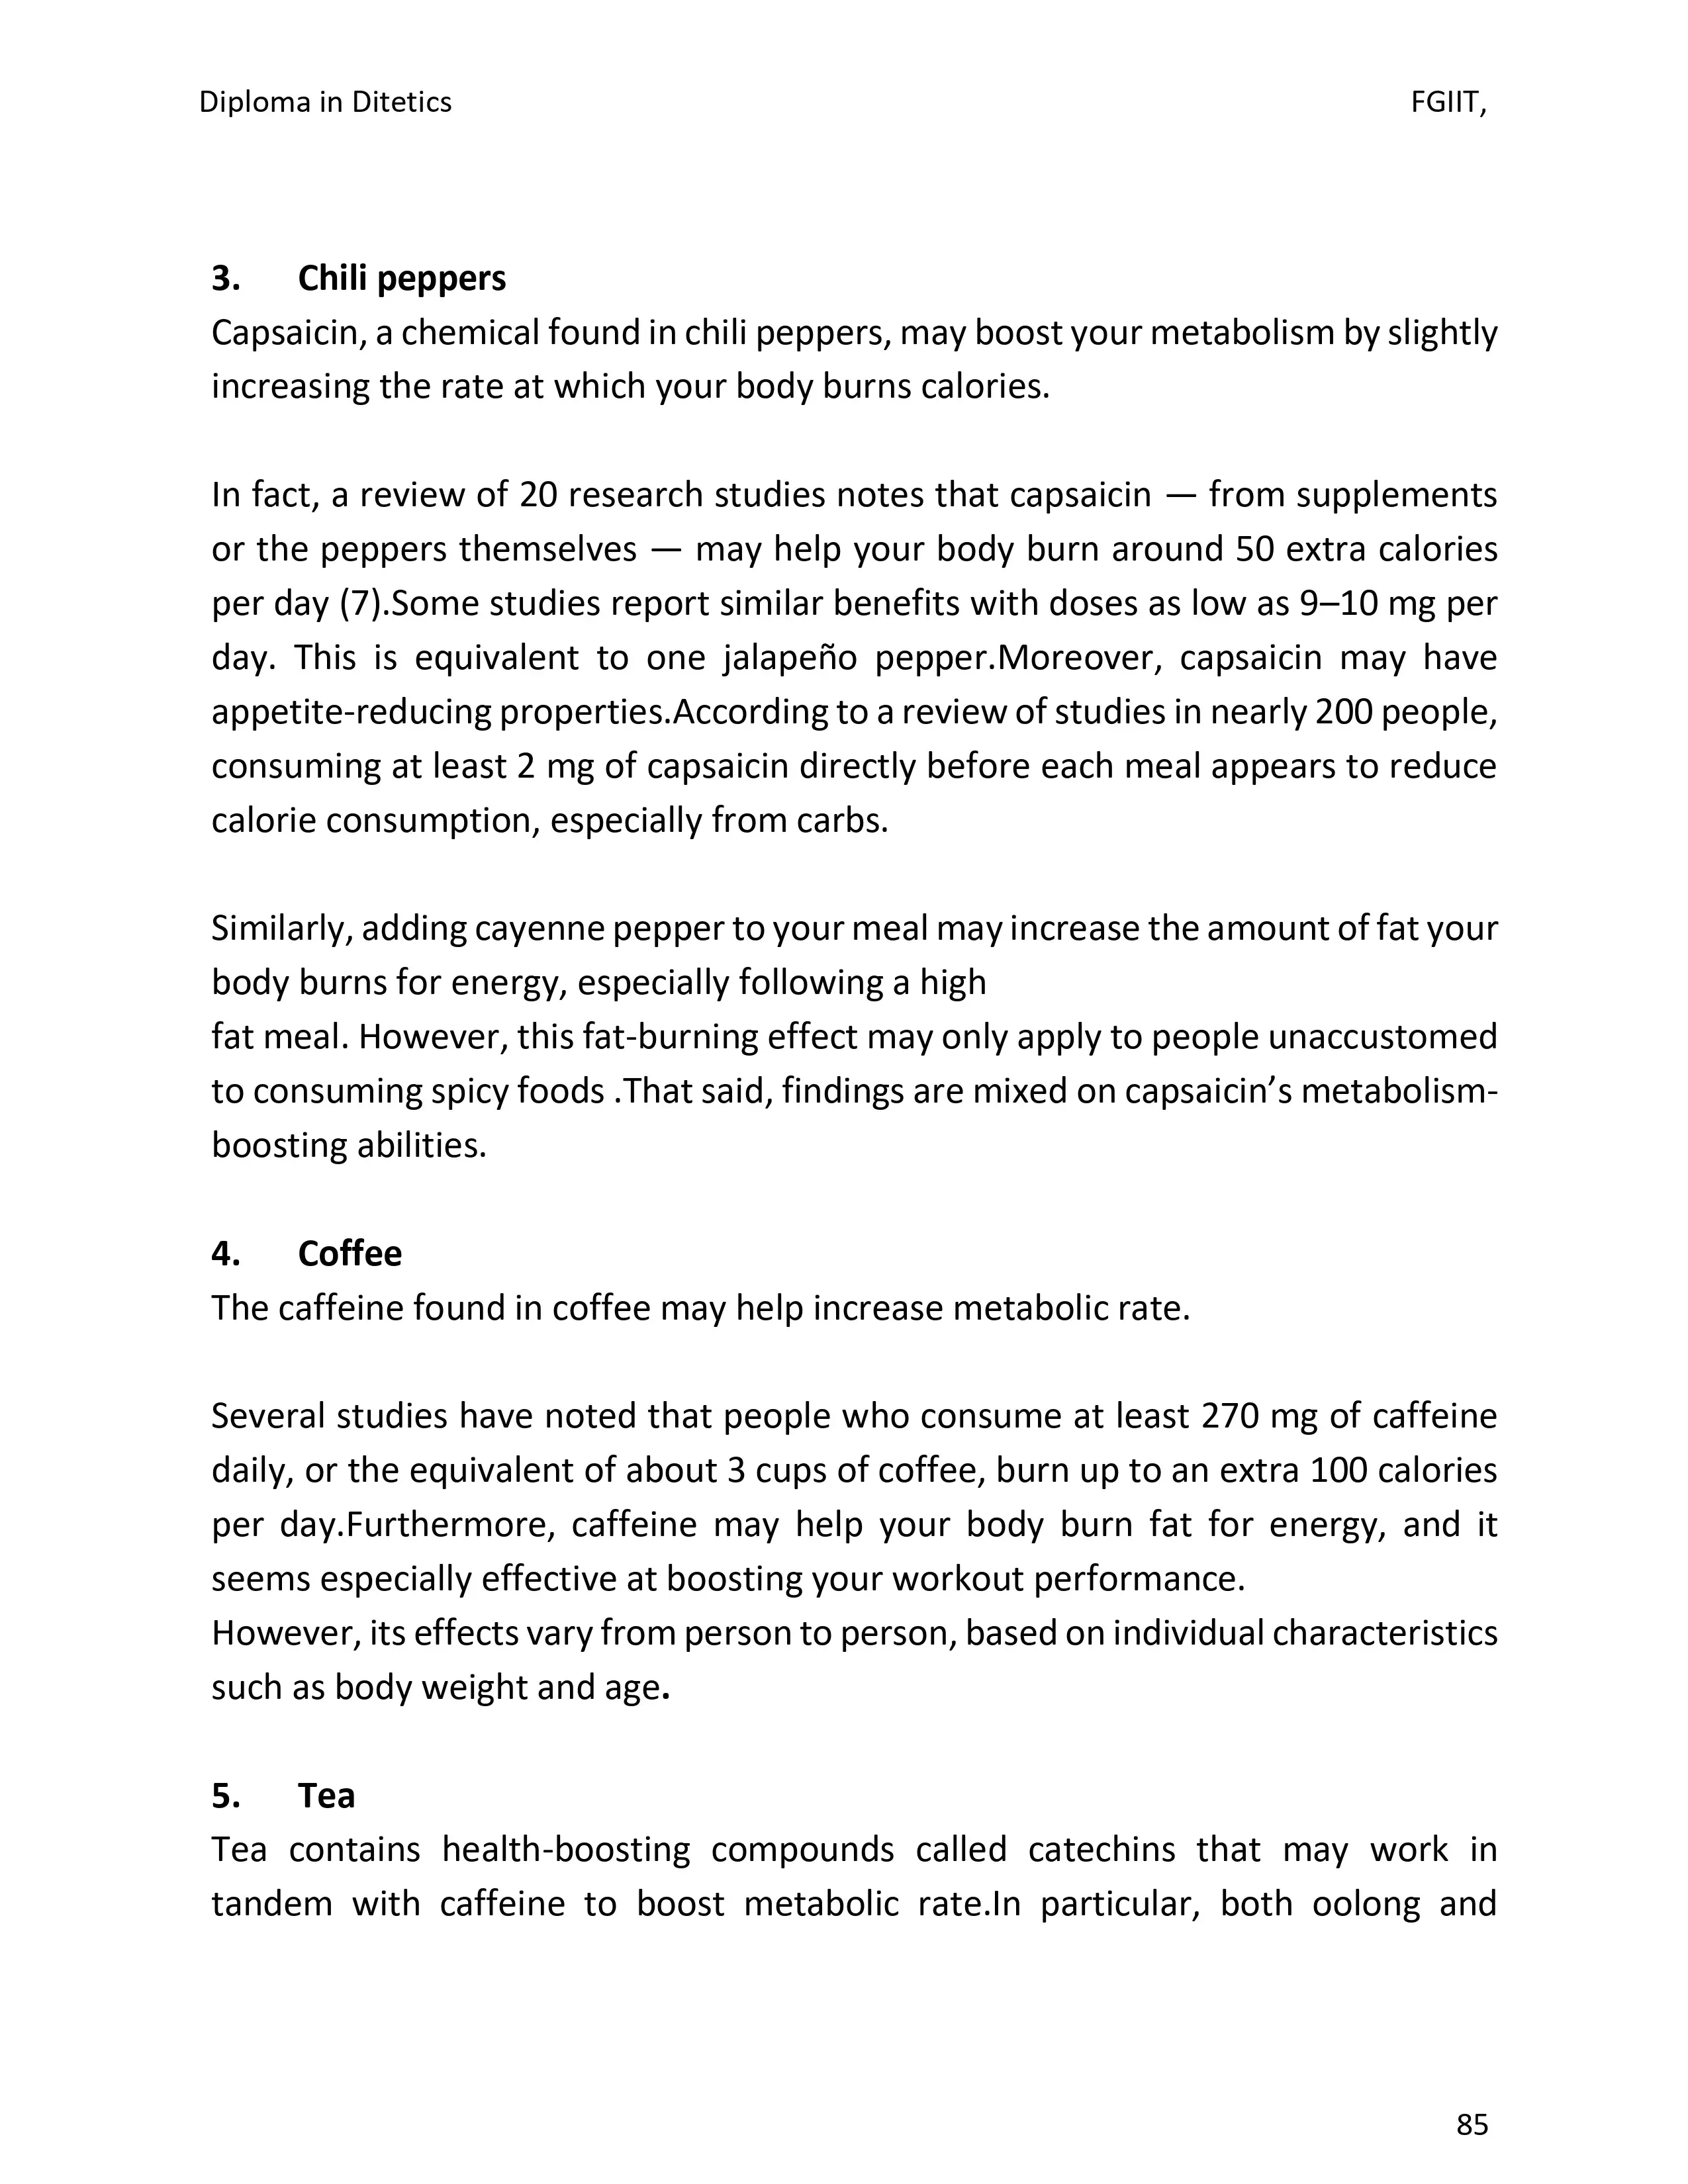 Diploma in Ditetics FGIIT,
3. Chili peppers
Capsaicin, a chemical found in chili peppers, may boost your metabolism by slightly
increasing the rate at which your body burns calories.
In fact, a review of 20 research studies notes that capsaicin — from supplements
or the peppers themselves — may help your body burn around 50 extra calories
per day (7).Some studies report similar benefits with doses as low as 9–10 mg per
day. This is equivalent to one jalapeño pepper.Moreover, capsaicin may have
appetite-reducing properties.According to a review of studies in nearly 200 people,
consuming at least 2 mg of capsaicin directly before each meal appears to reduce
calorie consumption, especially from carbs.
Similarly, adding cayenne pepper to your meal may increase the amount of fat your
body burns for energy, especially following a high
fat meal. However, this fat-burning effect may only apply to people unaccustomed
to consuming spicy foods .That said, findings are mixed on capsaicin’s metabolism-
boosting abilities.
4. Coffee
The caffeine found in coffee may help increase metabolic rate.
Several studies have noted that people who consume at least 270 mg of caffeine
daily, or the equivalent of about 3 cups of coffee, burn up to an extra 100 calories
per day.Furthermore, caffeine may help your body burn fat for energy, and it
seems especially effective at boosting your workout performance.
However, its effects vary from person to person, based on individual characteristics
such as body weight and age.
5. Tea
Tea contains health-boosting compounds called catechins that may work in
tandem with caffeine to boost metabolic rate.In particular, both oolong and
85